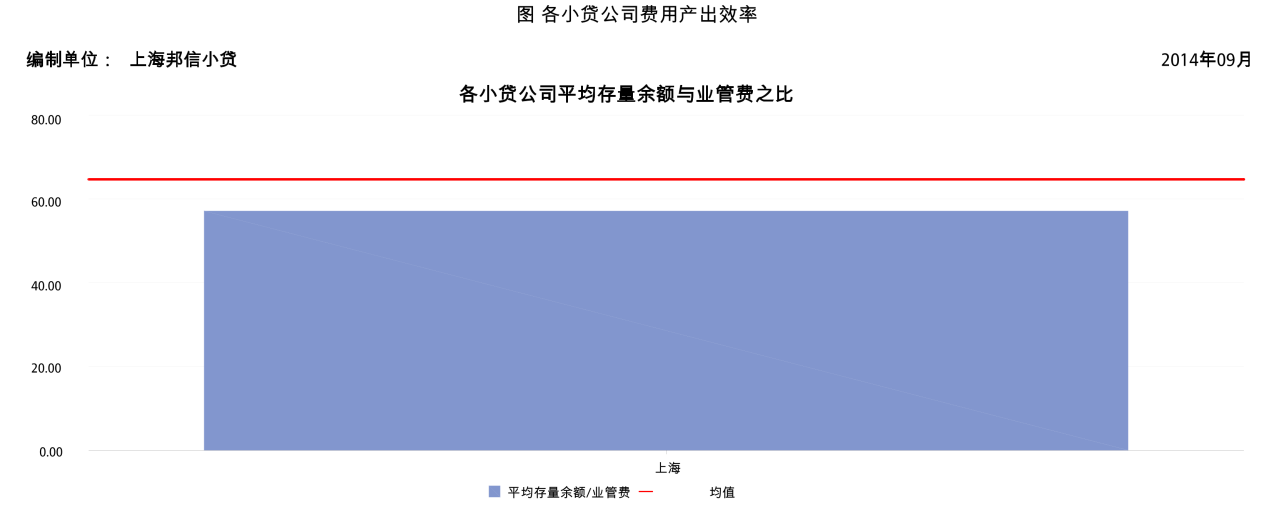 图 各小贷公司费用产出效率
编制单位： 上海邦信小贷 2014年09月
各小贷公司平均存量余额与业管费之比
80.00
60.00
40.00
20.00
0.00
上海
平均存量余额/业管费 均值